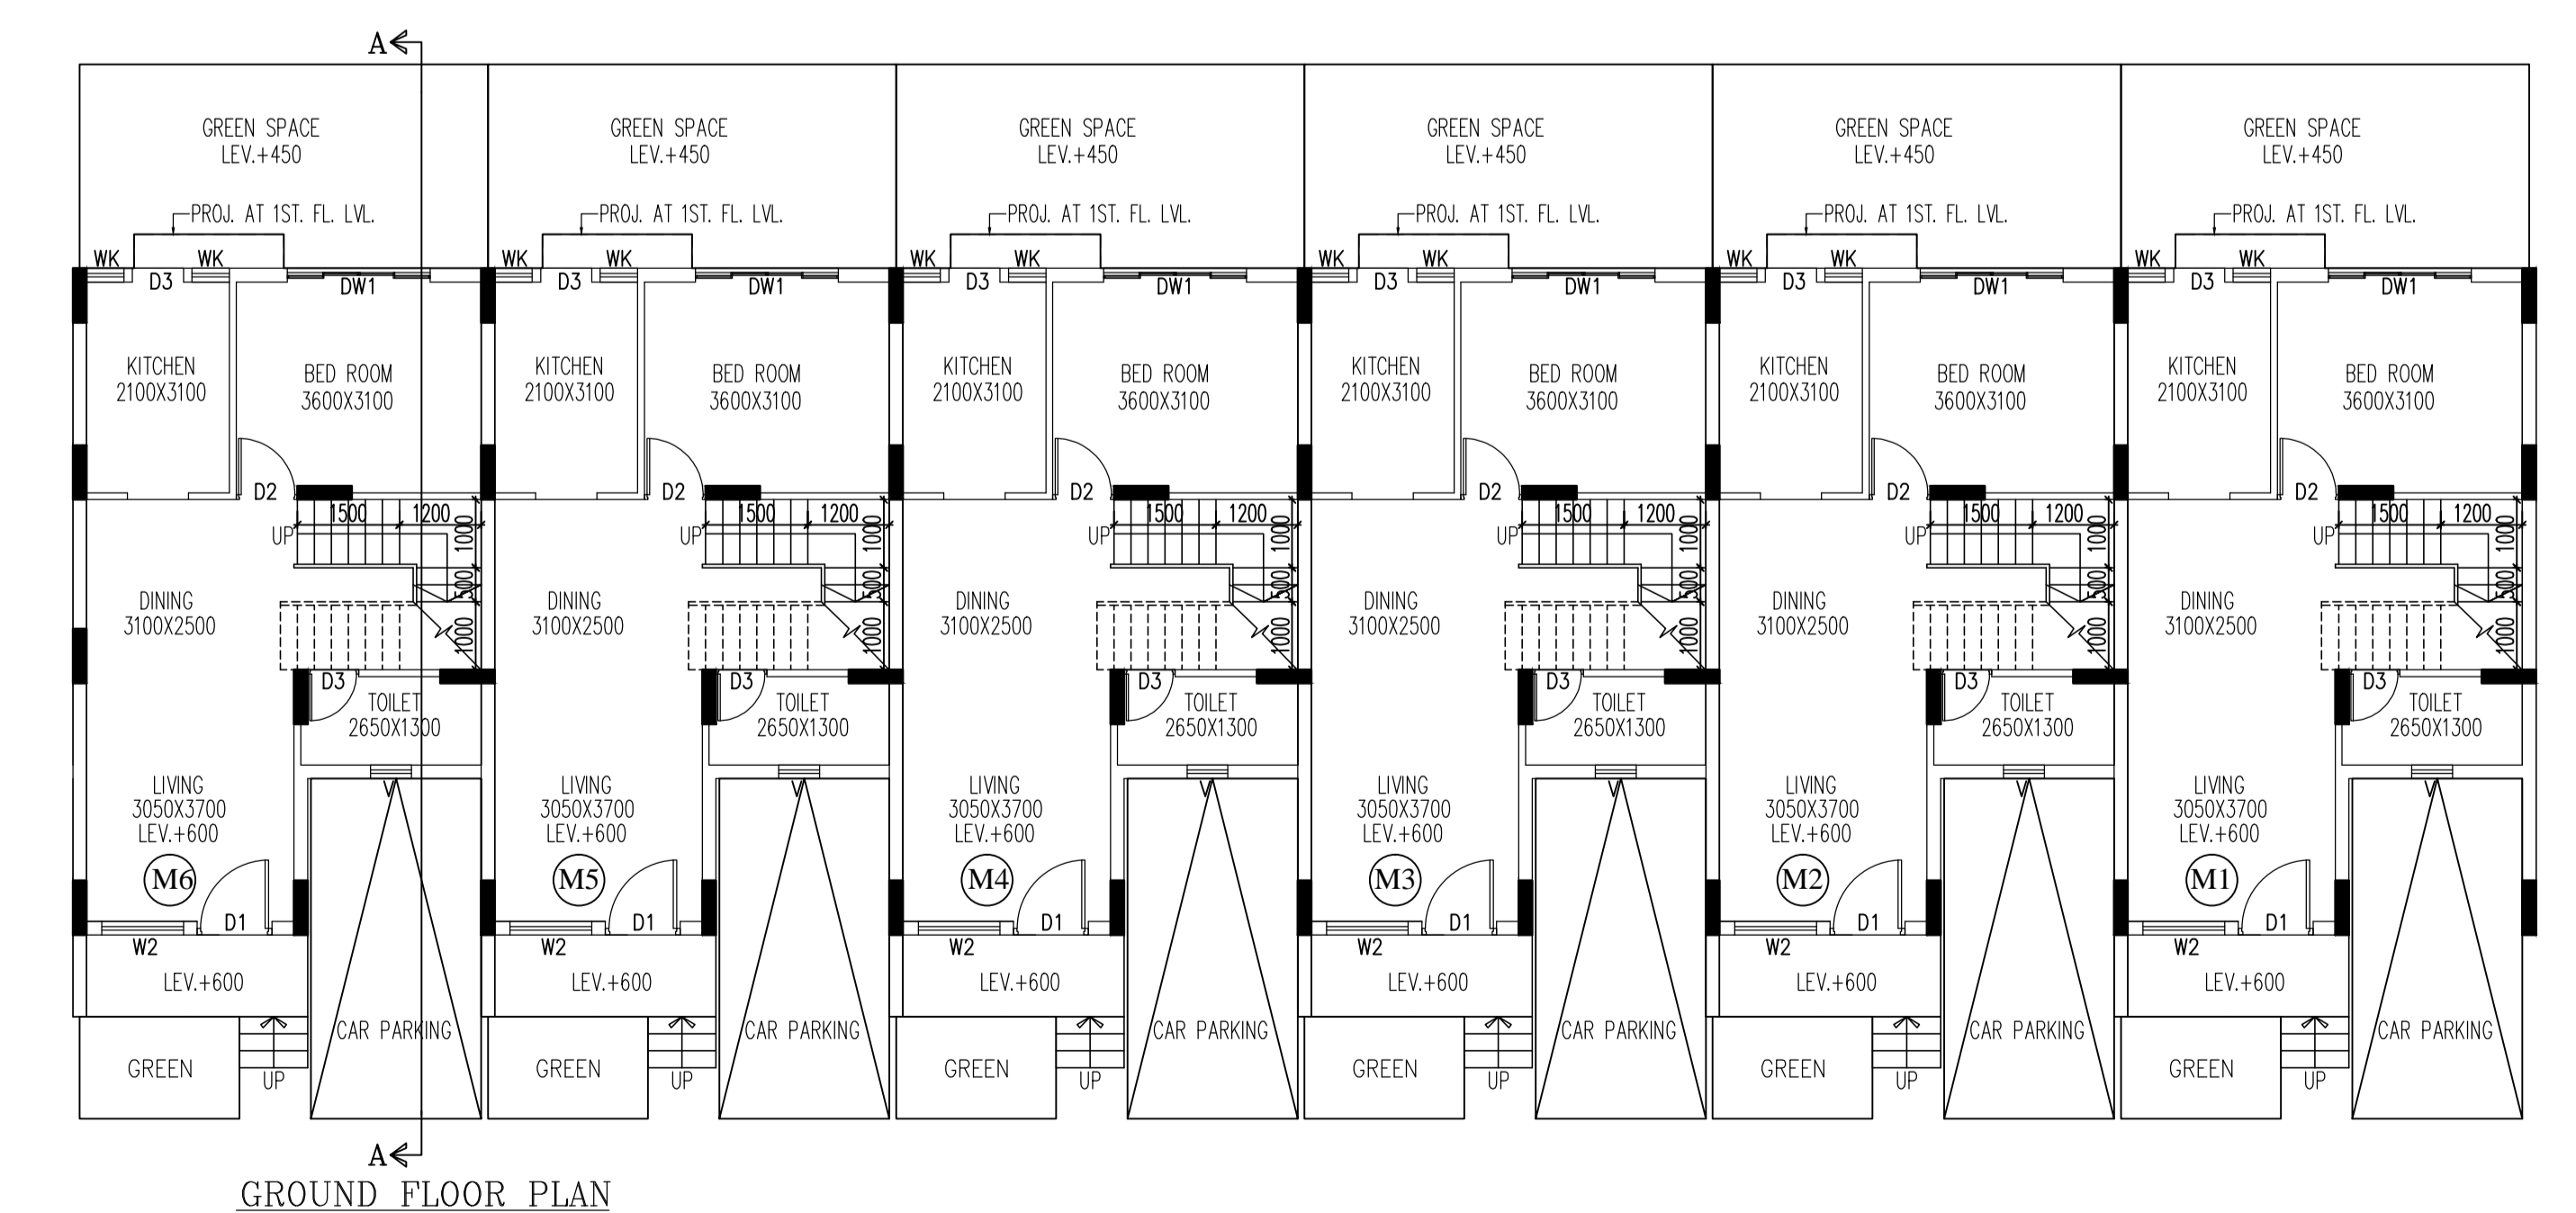 A
GREEN SPACE GREEN SPACE GREEN SPACE GREEN SPACE GREEN SPACE GREEN SPACE
LEV.+450 LEV.+450 LEV.+450 LEV.+450 LEV.+450 LEV.+450
PROJ. AT 1ST. FL. LVL. PROJ. AT 1ST. FL. LVL. PROJ. AT 1ST. FL. LVL. PROJ. AT 1ST. FL. LVL. PROJ. AT 1ST. FL. LVL. PROJ. AT 1ST. FL. LVL.
WK WK WK WK WK WK WK WK WK WK WK WK
D3 DW1 D3 DW1 D3 DW1 D3 DW1 D3 DW1 D3 DW1
KITCHEN BED ROOM KITCHEN BED ROOM KITCHEN BED ROOM KITCHEN BED ROOM KITCHEN BED ROOM KITCHEN BED ROOM
2100X3100 3600X3100 2100X3100 3600X3100 2100X3100 3600X3100 2100X3100 3600X3100 2100X3100 3600X3100 2100X3100 3600X3100
D2 D2 D2 D2 D2 D2
1500 1200 1500 1200 1500 1200 1500 1200 1500 1200 1500 1200
UP 1000 UP 1000 UP 1000 UP 1000 UP 1000 UP 1000
500 500 500 500 500 500
DINING DINING DINING DINING DINING DINING
3100X2500 1000 3100X2500 1000 3100X2500 1000 3100X2500 1000 3100X2500 1000 3100X2500 1000
D3 D3 D3 D3 D3 D3
TOILET TOILET TOILET TOILET TOILET TOILET
2650X1300 2650X1300 2650X1300 2650X1300 2650X1300 2650X1300
LIVING V LIVING V LIVING V LIVING V LIVING V LIVING V
3050X3700 3050X3700 3050X3700 3050X3700 3050X3700 3050X3700
LEV.+600 LEV.+600 LEV.+600 LEV.+600 LEV.+600 LEV.+600
M6 M5 M4 M3 M2 M1
D1 D1 D1 D1 D1 D1
W2 W2 W2 W2 W2 W2
LEV.+600 LEV.+600 LEV.+600 LEV.+600 LEV.+600 LEV.+600
CAR PARKING CAR PARKING CAR PARKING CAR PARKING CAR PARKING CAR PARKING
GREEN GREEN GREEN GREEN GREEN GREEN
UP UP UP UP UP UP
A
GROUND FLOOR PLAN